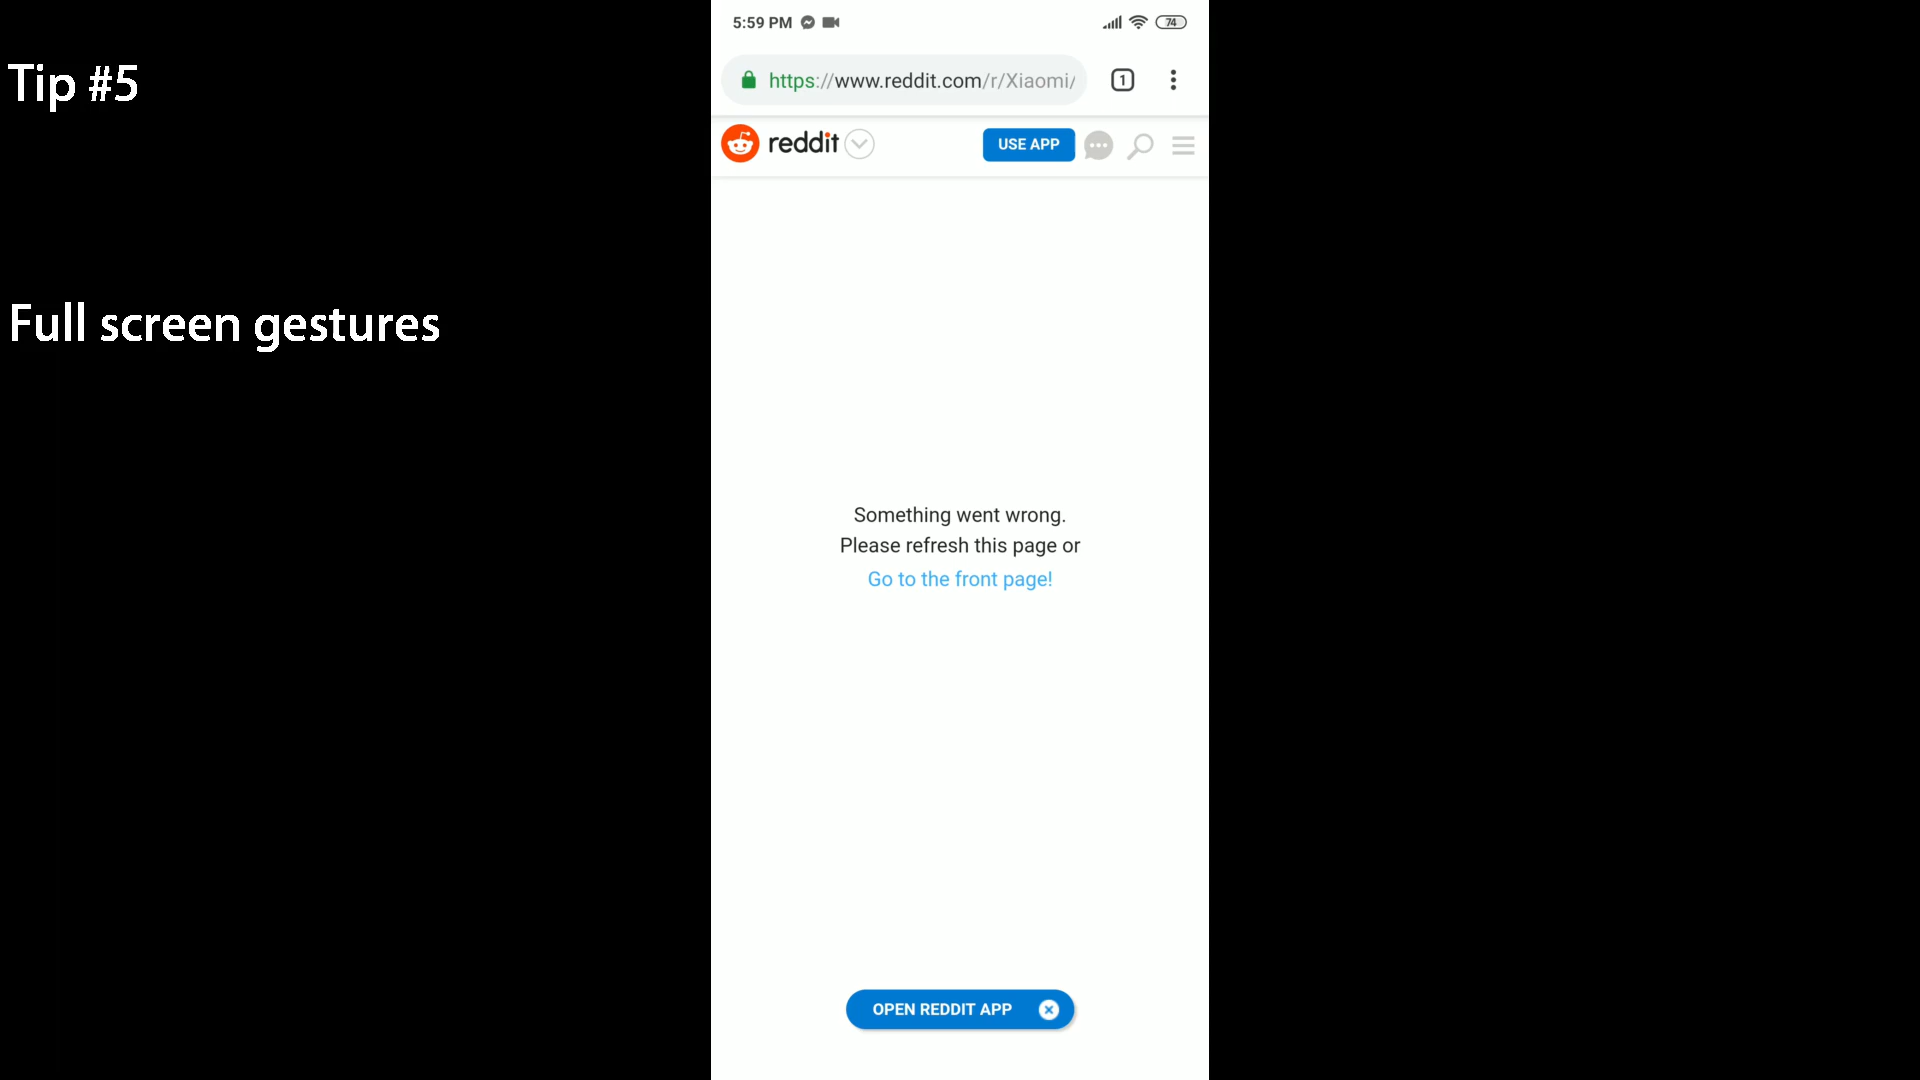 Tip #5
Full screen gestures
5:59 PM
74
https://www.reddit.com/r/Xiaomi/
1
reddit
USE APP
Something went wrong.
Please refresh this page or
Go to the front page!
OPEN REDDIT APP